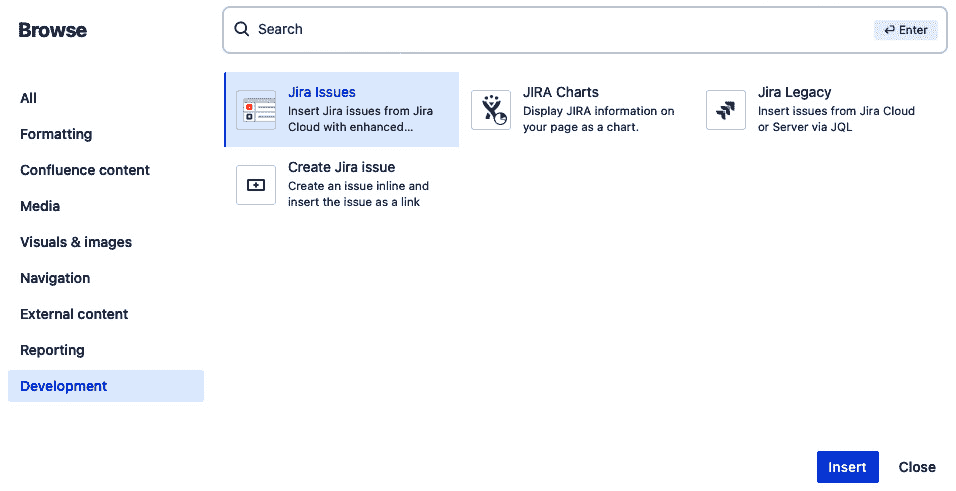 Browse
Search
Enter
All
Formatting
Confluence content
Media
Visuals & images
Navigation
External content
Reporting
Development
Jira Issues
Insert Jira issues from Jira
Cloud with enhanced...
JIRA Charts
Display JIRA information on
your page as a chart.
Jira Legacy
Insert issues from Jira Cloud
or Server via JQL
Create Jira issue
Create an issue inline and
insert the issue as a link
Insert
Close